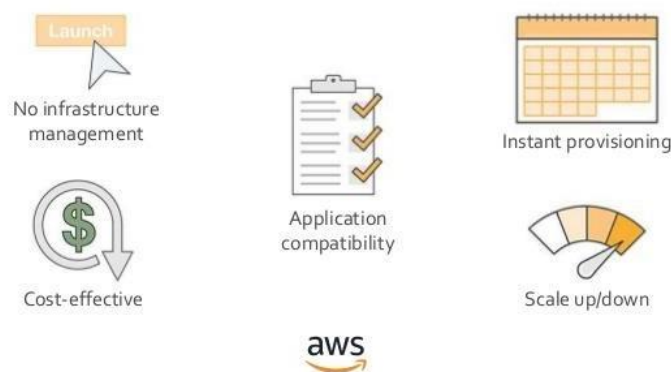 Launch
No infrastructure
management
Instant provisioning
Application
compatibility
Cost-effective
Scale up/down
aws